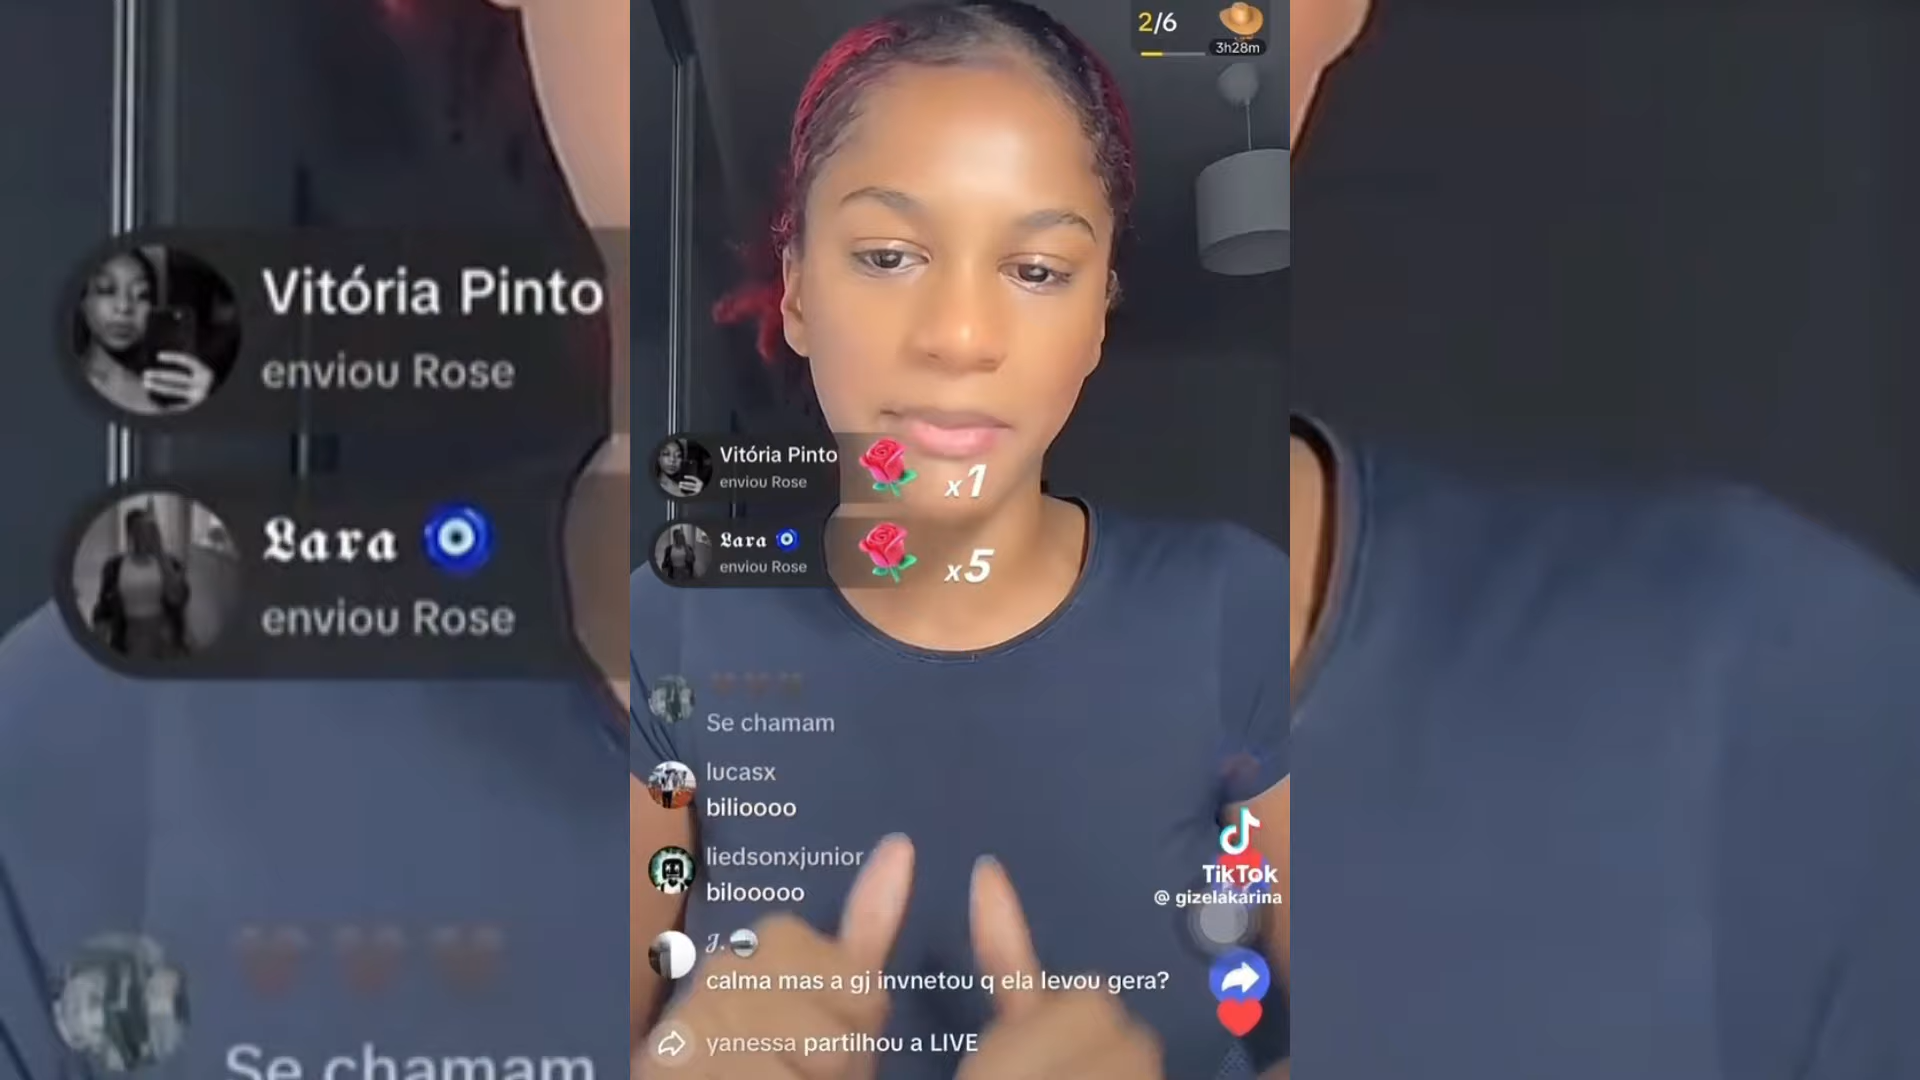 2/6
3h28m
Vitória Pinto
enviou Rose
Lara
enviou Rose
Se chamam
Vitória Pinto
enviou Rose
x1
Lara
enviou Rose
x5
Se chamam
lucasx
bilioooo
liedsonxjunior
bilooooo
J.
calma mas a gj invnetou q ela levou gera?
yanessa partilhou a LIVE
TikTok
@ gizelakarina